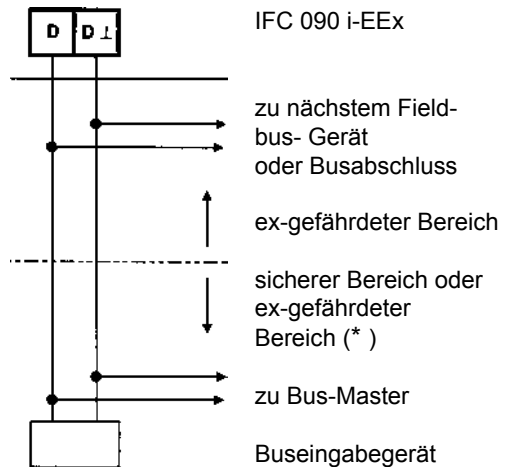 D D⊥ IFC 090 i-EEx
zu nächstem Field-
bus- Gerät
oder Busabschluss
ex-gefährdeter Bereich
sicherer Bereich oder
ex-gefährdeter
Bereich (* )
zu Bus-Master
Buseingabegerät